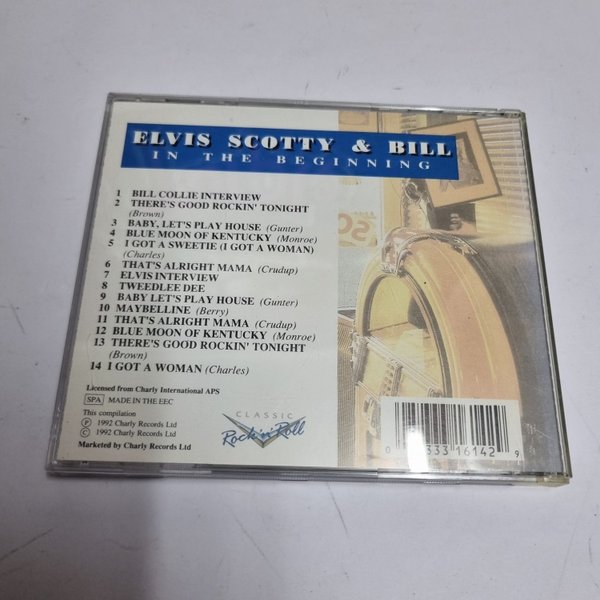 ELVIS SCOTTY & BILL
IN THE BEGINNING
1 BILL COLLIE INTERVIEW
2 THERE'S GOOD ROCKIN' TONIGHT
(Brown)
3 BABY, LET'S PLAY HOUSE (Gunter)
4 BLUE MOON OF KENTUCKY (Monroe)
5 I GOT A SWEETIE (I GOT A WOMAN)
(Charles)
6 THAT'S ALRIGHT MAMA (Crudup)
7 ELVIS INTERVIEW
8 TWEEDLEE DEE
9 BABY LET'S PLAY HOUSE (Gunter)
10 MAYBELLINE (Berry)
11 THAT'S ALRIGHT MAMA (Crudup)
12 BLUE MOON OF KENTUCKY (Monroe)
13 THERE'S GOOD ROCKIN' TONIGHT
(Brown)
14 I GOT A WOMAN (Charles)
Licensed from Charly International APS
SPA MADE IN THE EEC
This compilation
Ⓟ 1992 Charly Records Ltd
© 1992 Charly Records Ltd
Marketed by Charly Records Ltd
CLASSIC
Rock 'n' Roll
16142 9